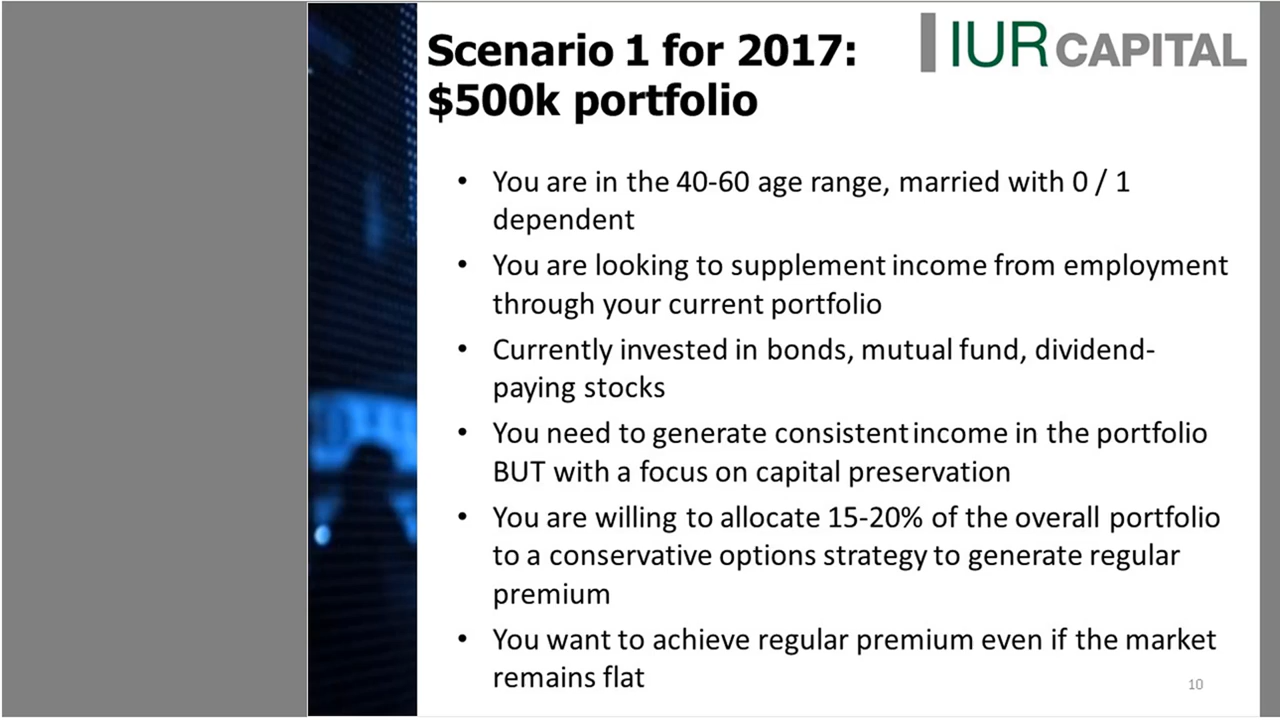 Scenario 1 for 2017:
$500k portfolio
IUR CAPITAL
• You are in the 40-60 age range, married with 0 / 1
dependent
• You are looking to supplement income from employment
through your current portfolio
• Currently invested in bonds, mutual fund, dividend-
paying stocks
• You need to generate consistent income in the portfolio
BUT with a focus on capital preservation
• You are willing to allocate 15-20% of the overall portfolio
to a conservative options strategy to generate regular
premium
• You want to achieve regular premium even if the market
remains flat
10